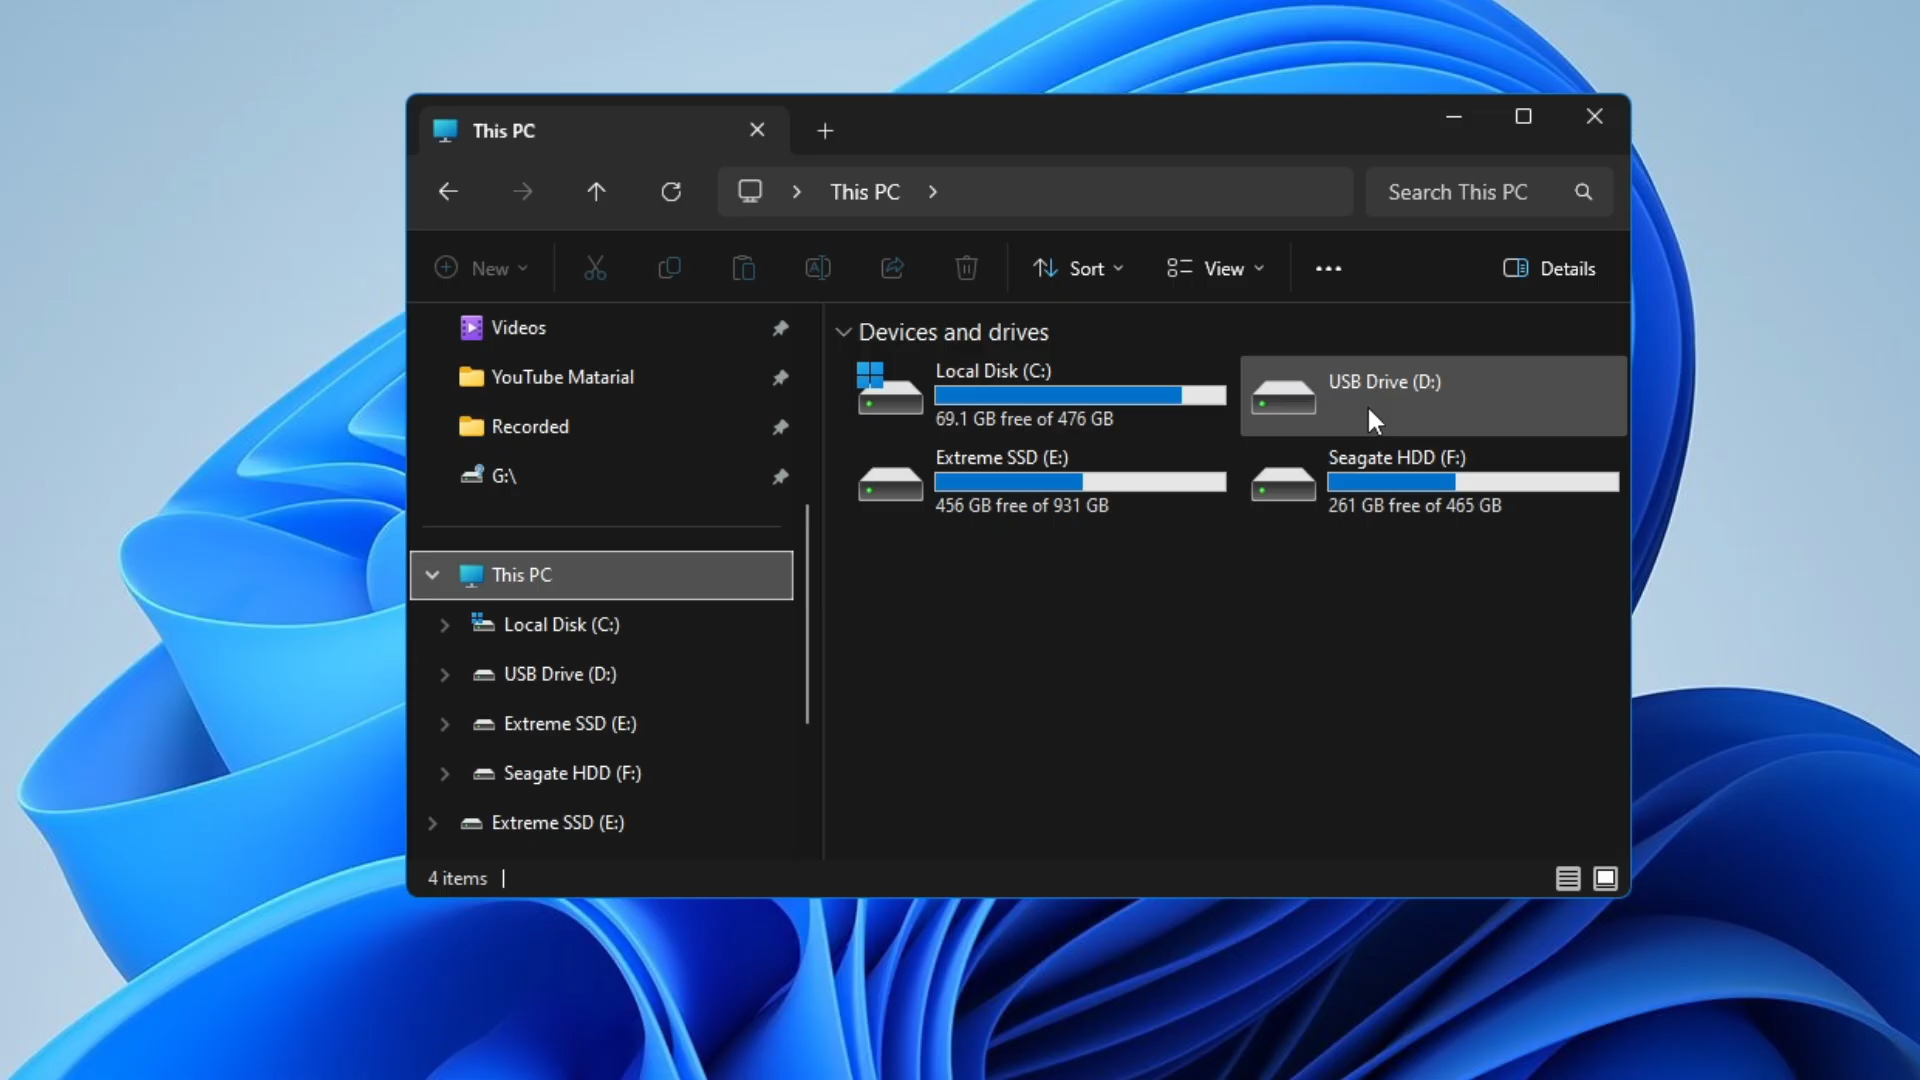 This PC
This PC
Search This PC
New
Sort
View
Details
Videos
YouTube Matarial
Recorded
G:\
This PC
Local Disk (C:)
USB Drive (D:)
Extreme SSD (E:)
Seagate HDD (F:)
Extreme SSD (E:)
Devices and drives
Local Disk (C:)
69.1 GB free of 476 GB
USB Drive (D:)
Extreme SSD (E:)
456 GB free of 931 GB
Seagate HDD (F:)
261 GB free of 465 GB
4 items